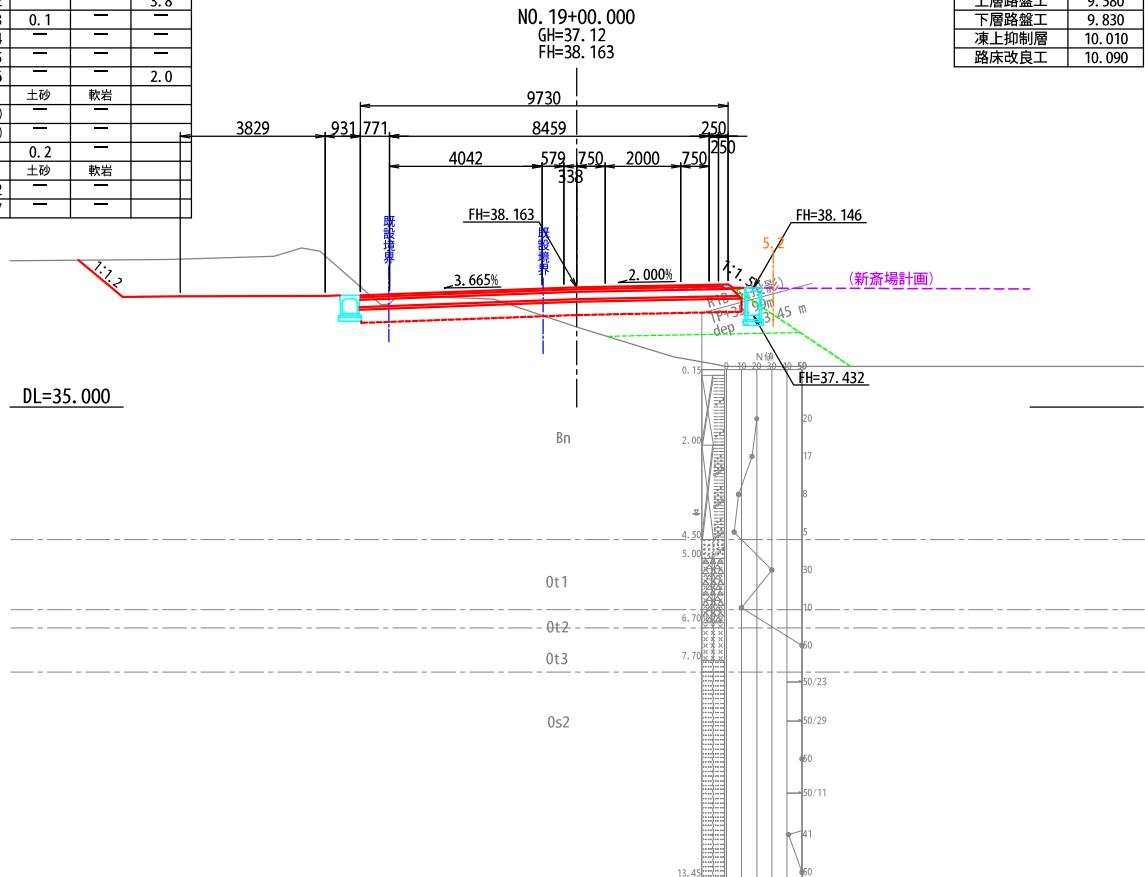 3.8
0.1 — —
— — —
— — —
— — 2.0
土砂 軟岩
— —
— —
0.2 —
土砂 軟岩
— —
— —
NO.19+00.000
GH=37.12
FH=38.163
上層路盤工 9.580
下層路盤工 9.830
凍上抑制層 10.010
路床改良工 10.090
9730
3829 931 771 8459 250
250
4042 579 750 2000 750
338
既設境界
既設境界
FH=38.163
FH=38.146
5.2
1:1.2
3.665%
2.000%
1:1.5
(新斎場計画)
3.45 m
dep
FH=37.432
DL=35.000
N値
0 10 20 30 40 50
0.15
2.00
4.50
5.00
6.70
7.70
13.45
20
17
8
5
30
10
60
50/23
50/29
60
50/11
41
60
Bn
Ot1
Ot2
Ot3
Os2